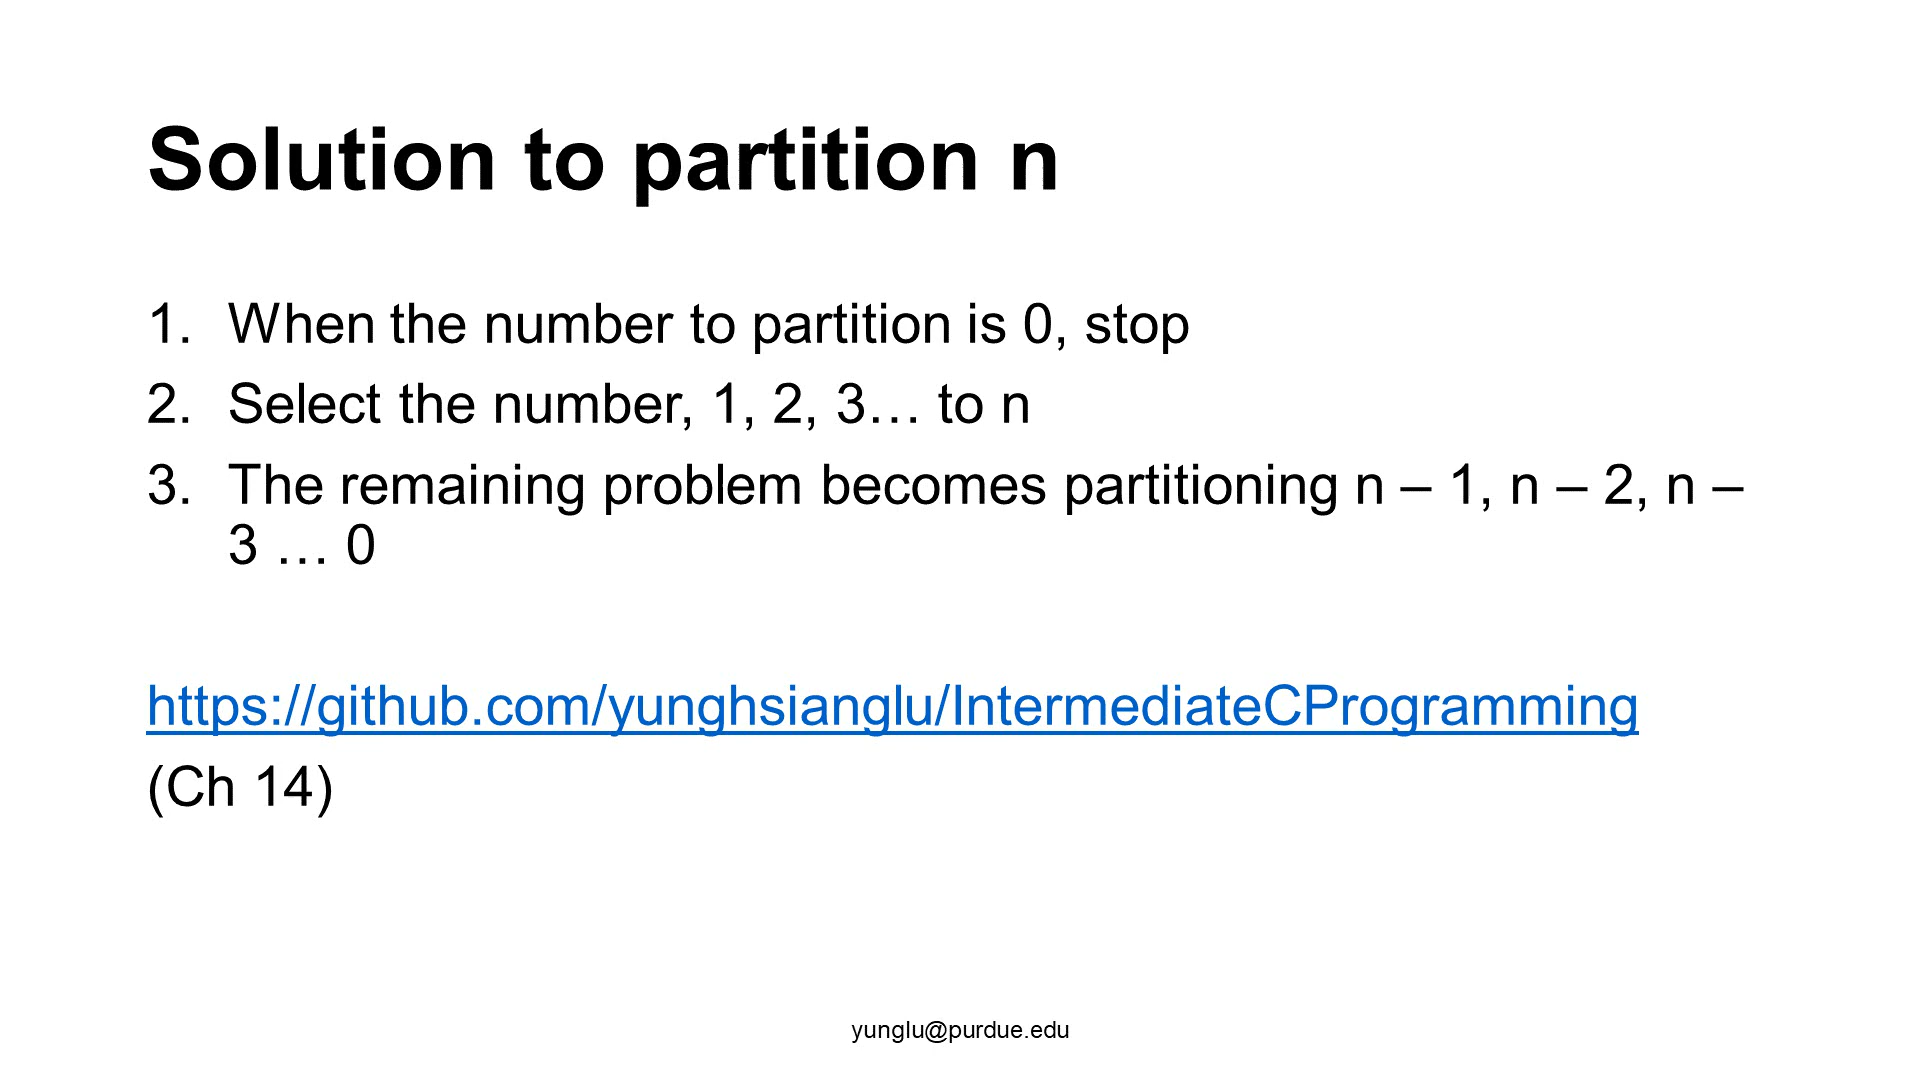 Solution to partition n
1. When the number to partition is 0, stop
2. Select the number, 1, 2, 3… to n
3. The remaining problem becomes partitioning n – 1, n – 2, n –
3 … 0
https://github.com/yunghsianglu/IntermediateCProgramming
(Ch 14)
yunglu@purdue.edu